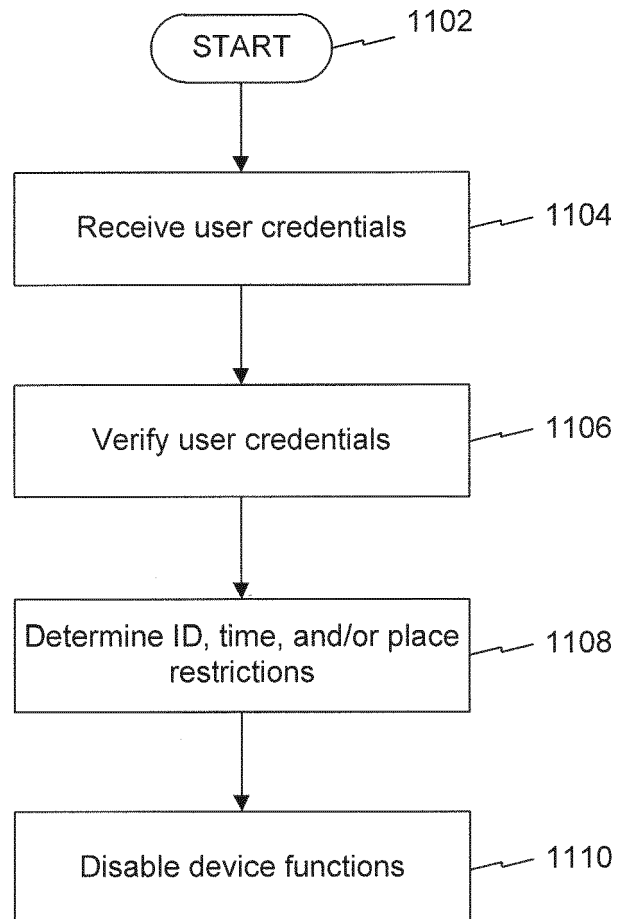 START
1102
Receive user credentials
1104
Verify user credentials
1106
Determine ID, time, and/or place
restrictions
1108
Disable device functions
1110